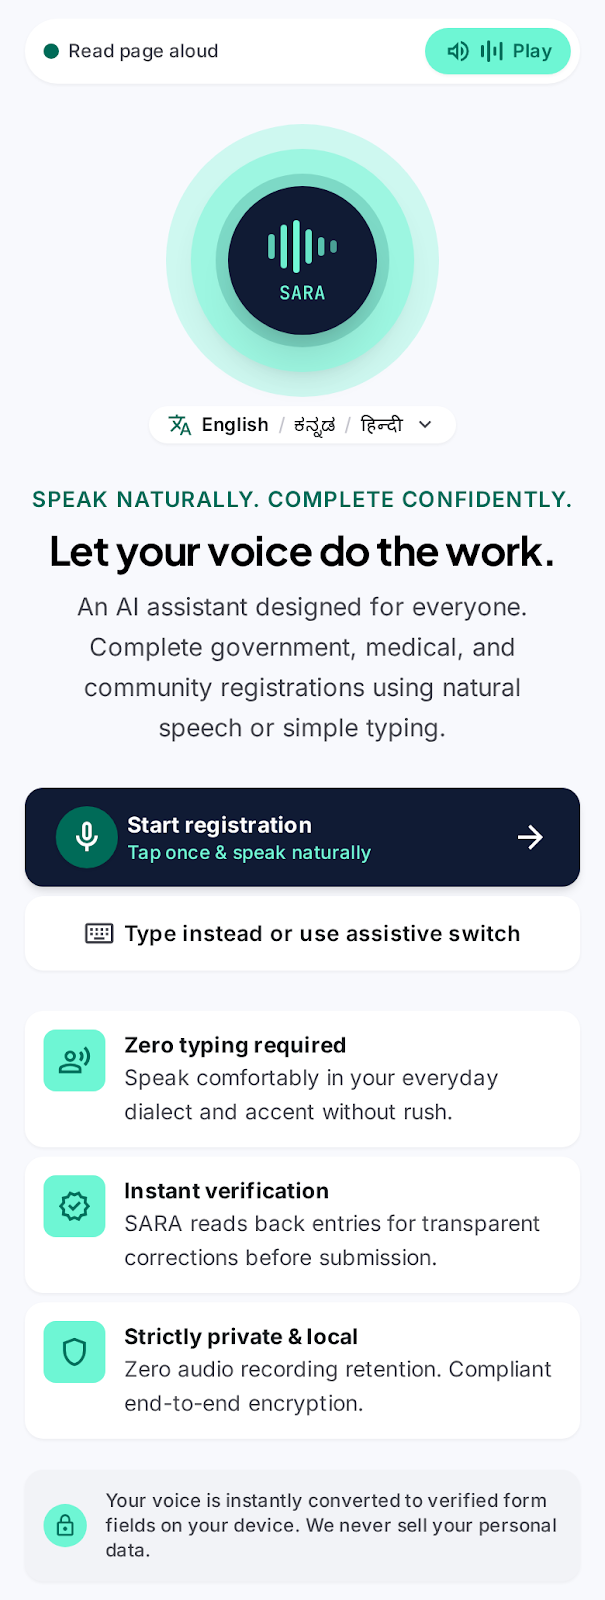 Read page aloud
Play
SARA
English / ಕನ್ನಡ / हिन्दी
SPEAK NATURALLY. COMPLETE CONFIDENTLY.
Let your voice do the work.
An AI assistant designed for everyone.
Complete government, medical, and
community registrations using natural
speech or simple typing.
Start registration
Tap once & speak naturally
Type instead or use assistive switch
Zero typing required
Speak comfortably in your everyday
dialect and accent without rush.
Instant verification
SARA reads back entries for transparent
corrections before submission.
Strictly private & local
Zero audio recording retention. Compliant
end-to-end encryption.
Your voice is instantly converted to verified form
fields on your device. We never sell your personal
data.